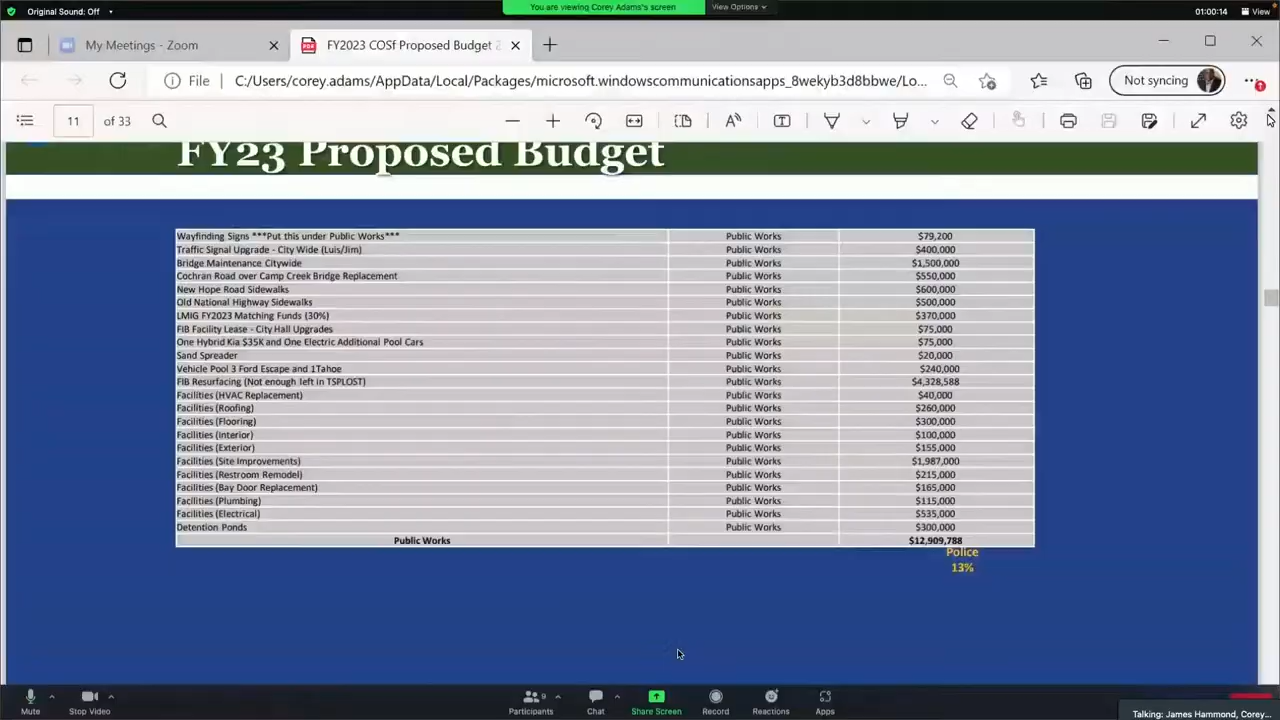 Original Sound: Off
You are viewing Corey Adams's screen
View Options
01:00:14
View
My Meetings - Zoom
FY2023 COSf Proposed Budget 2
Not syncing
File
C:/Users/corey.adams/AppData/Local/Packages/microsoft.windowscommunicationsapps_8wekyb3d8bbwe/Lo...
11 of 33
FY23 Proposed Budget
Wayfinding Signs ***Put this under Public Works*** Public Works $79,200
Traffic Signal Upgrade - City Wide (Luis/Jim) Public Works $400,000
Bridge Maintenance Citywide Public Works $1,500,000
Cochran Road over Camp Creek Bridge Replacement Public Works $550,000
New Hope Road Sidewalks Public Works $600,000
Old National Highway Sidewalks Public Works $500,000
LMIG FY2023 Matching Funds (30%) Public Works $370,000
FIB Facility Lease - City Hall Upgrades Public Works $75,000
One Hybrid Kia $35K and One Electric Additional Pool Cars Public Works $75,000
Sand Spreader Public Works $20,000
Vehicle Pool 3 Ford Escape and 1Tahoe Public Works $240,000
FIB Resurfacing (Not enough left in TSPLOST) Public Works $4,328,588
Facilities (HVAC Replacement) Public Works $40,000
Facilities (Roofing) Public Works $260,000
Facilities (Flooring) Public Works $300,000
Facilities (Interior) Public Works $100,000
Facilities (Exterior) Public Works $155,000
Facilities (Site Improvements) Public Works $1,987,000
Facilities (Restroom Remodel) Public Works $215,000
Facilities (Bay Door Replacement) Public Works $165,000
Facilities (Plumbing) Public Works $115,000
Facilities (Electrical) Public Works $535,000
Detention Ponds Public Works $300,000
Public Works $12,909,788
Police
13%
9
Mute
Stop Video
Participants
Chat
Share Screen
Record
Reactions
Apps
Talking: James Hammond, Corey...